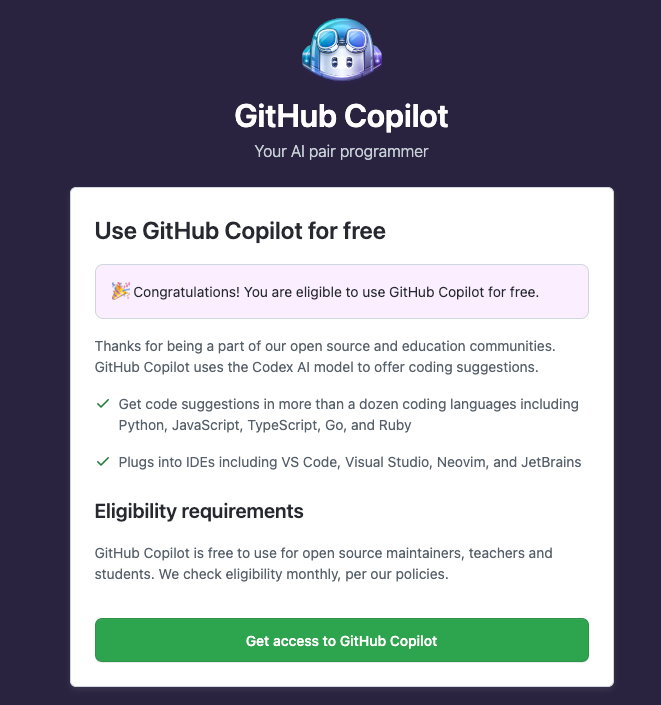 GitHub Copilot
Your AI pair programmer
Use GitHub Copilot for free
🎉 Congratulations! You are eligible to use GitHub Copilot for free.
Thanks for being a part of our open source and education communities.
GitHub Copilot uses the Codex AI model to offer coding suggestions.
✓ Get code suggestions in more than a dozen coding languages including
Python, JavaScript, TypeScript, Go, and Ruby
✓ Plugs into IDEs including VS Code, Visual Studio, Neovim, and JetBrains
Eligibility requirements
GitHub Copilot is free to use for open source maintainers, teachers and
students. We check eligibility monthly, per our policies.
Get access to GitHub Copilot